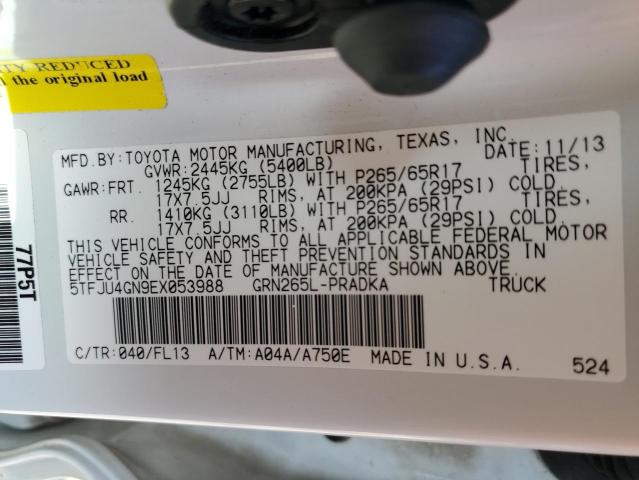 TY REDUCED
the original load
MFD.BY:TOYOTA MOTOR MANUFACTURING, TEXAS, INC.
GVWR:2445KG (5400LB) DATE:11/13
GAWR:FRT. 1245KG (2755LB) WITH P265/65R17 TIRES,
17X7.5JJ RIMS, AT 200KPA (29PSI) COLD.
RR. 1410KG (3110LB) WITH P265/65R17 TIRES,
17X7.5JJ RIMS, AT 200KPA (29PSI) COLD.
THIS VEHICLE CONFORMS TO ALL APPLICABLE FEDERAL MOTOR
VEHICLE SAFETY AND THEFT PREVENTION STANDARDS IN
EFFECT ON THE DATE OF MANUFACTURE SHOWN ABOVE.
5TFJU4GN9EX053988 GRN265L-PRADKA TRUCK
C/TR:040/FL13 A/TM:A04A/A750E MADE IN U.S.A. 524
77P5T